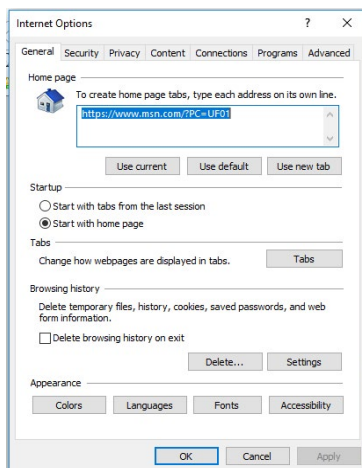 Internet Options ? ×
General Security Privacy Content Connections Programs Advanced
Home page
To create home page tabs, type each address on its own line.
https://www.msn.com/?PC=UF01
Use current Use default Use new tab
Startup
Start with tabs from the last session
Start with home page
Tabs
Change how webpages are displayed in tabs. Tabs
Browsing history
Delete temporary files, history, cookies, saved passwords, and web
form information.
Delete browsing history on exit
Delete... Settings
Appearance
Colors Languages Fonts Accessibility
OK Cancel Apply